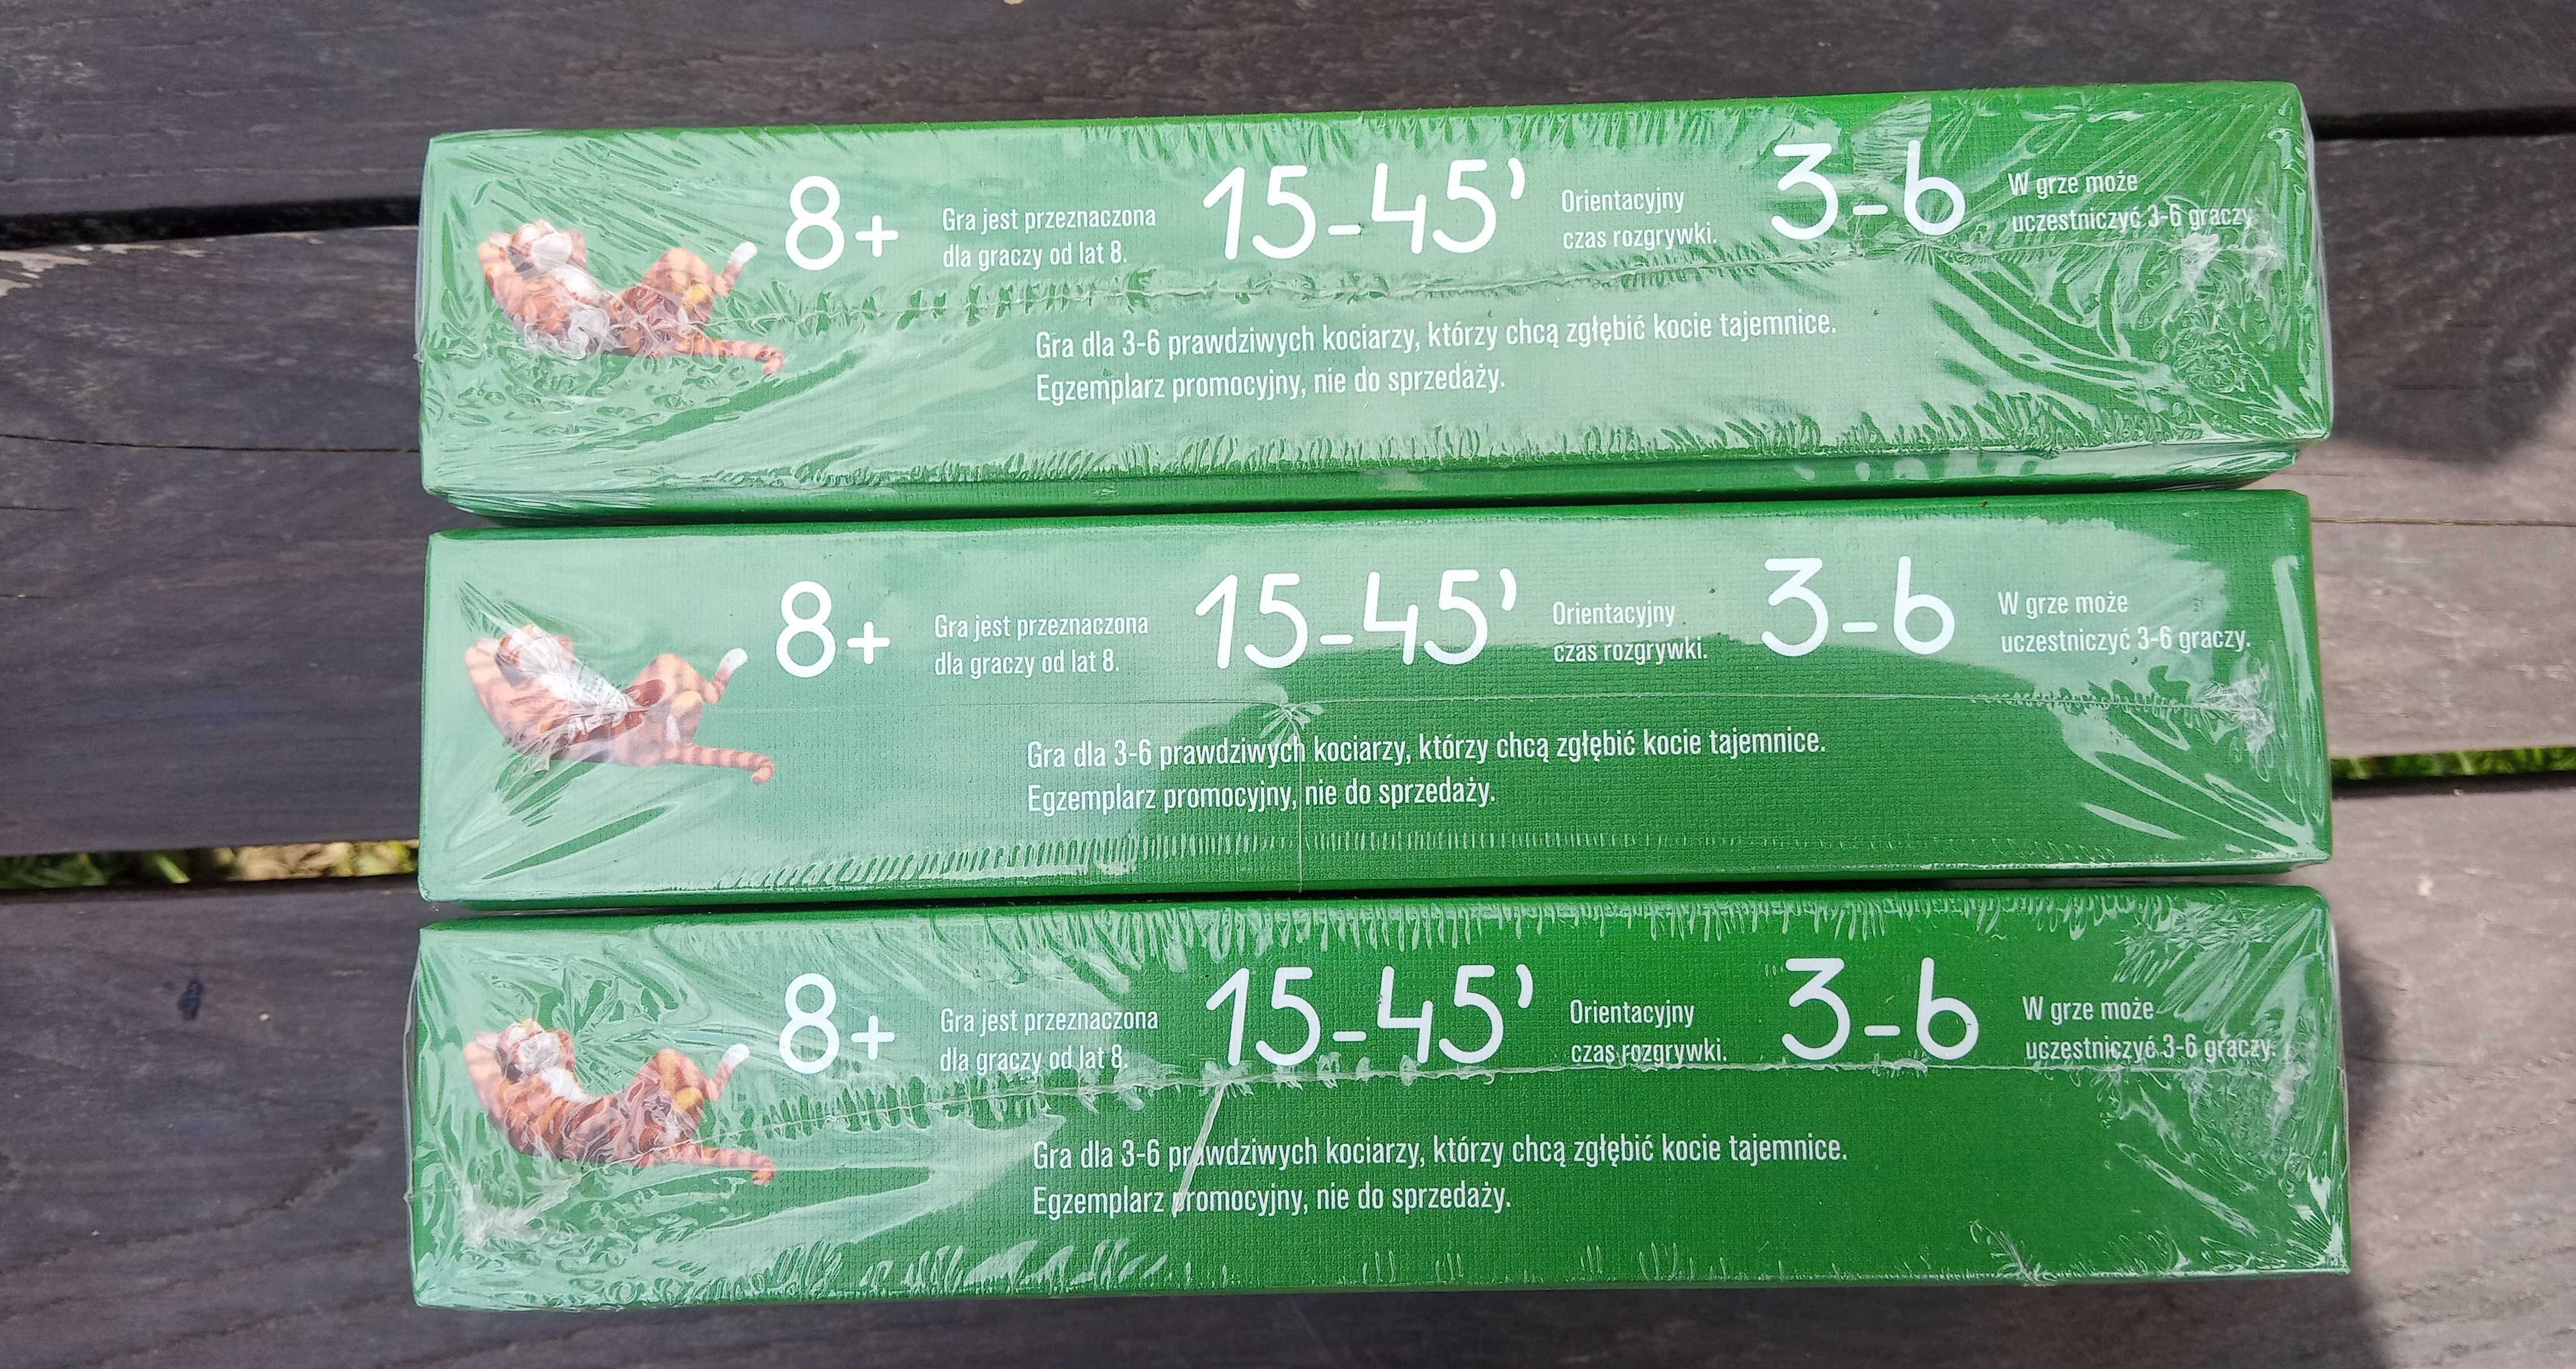 8+
Gra jest przeznaczona
dla graczy od lat 8.
15-45’
Orientacyjny
czas rozgrywki.
3-6
W grze może
uczestniczyć 3-6 graczy.
Gra dla 3-6 prawdziwych kociarzy, którzy chcą zgłębić kocie tajemnice.
Egzemplarz promocyjny, nie do sprzedaży.
8+
Gra jest przeznaczona
dla graczy od lat 8.
15-45’
Orientacyjny
czas rozgrywki.
3-6
W grze może
uczestniczyć 3-6 graczy.
Gra dla 3-6 prawdziwych kociarzy, którzy chcą zgłębić kocie tajemnice.
Egzemplarz promocyjny, nie do sprzedaży.
8+
Gra jest przeznaczona
dla graczy od lat 8.
15-45’
Orientacyjny
czas rozgrywki.
3-6
W grze może
uczestniczyć 3-6 graczy.
Gra dla 3-6 prawdziwych kociarzy, którzy chcą zgłębić kocie tajemnice.
Egzemplarz promocyjny, nie do sprzedaży.